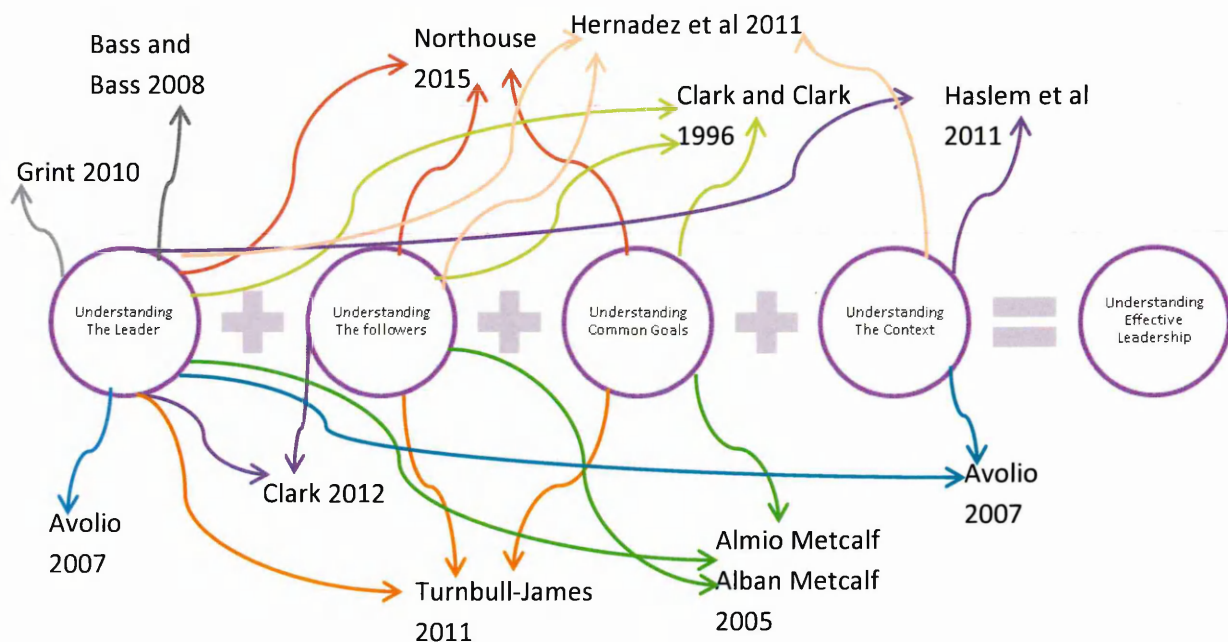 Bass and
Bass 2008
Northouse
2015
Hernadez et al 2011
Clark and Clark
1996
Haslem et al
2011
Grint 2010
Understanding
The Leader
Understanding
The followers
Understanding
Common Goals
Understanding
The Context
Understanding
Effective
Leadership
Clark 2012
Avolio
2007
Avolio
2007
Turnbull-James
2011
Almio Metcalf
Alban Metcalf
2005